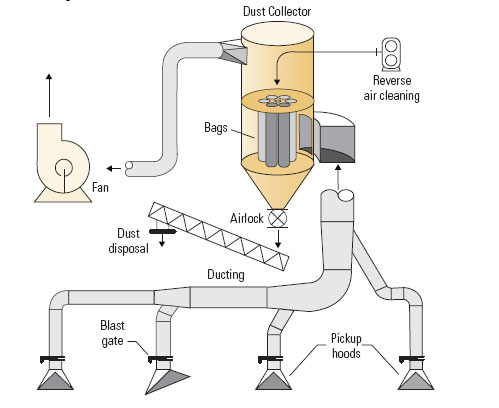 Dust Collector
Reverse
air cleaning
Bags
Fan
Airlock
Dust
disposal
Ducting
Blast
gate
Pickup
hoods